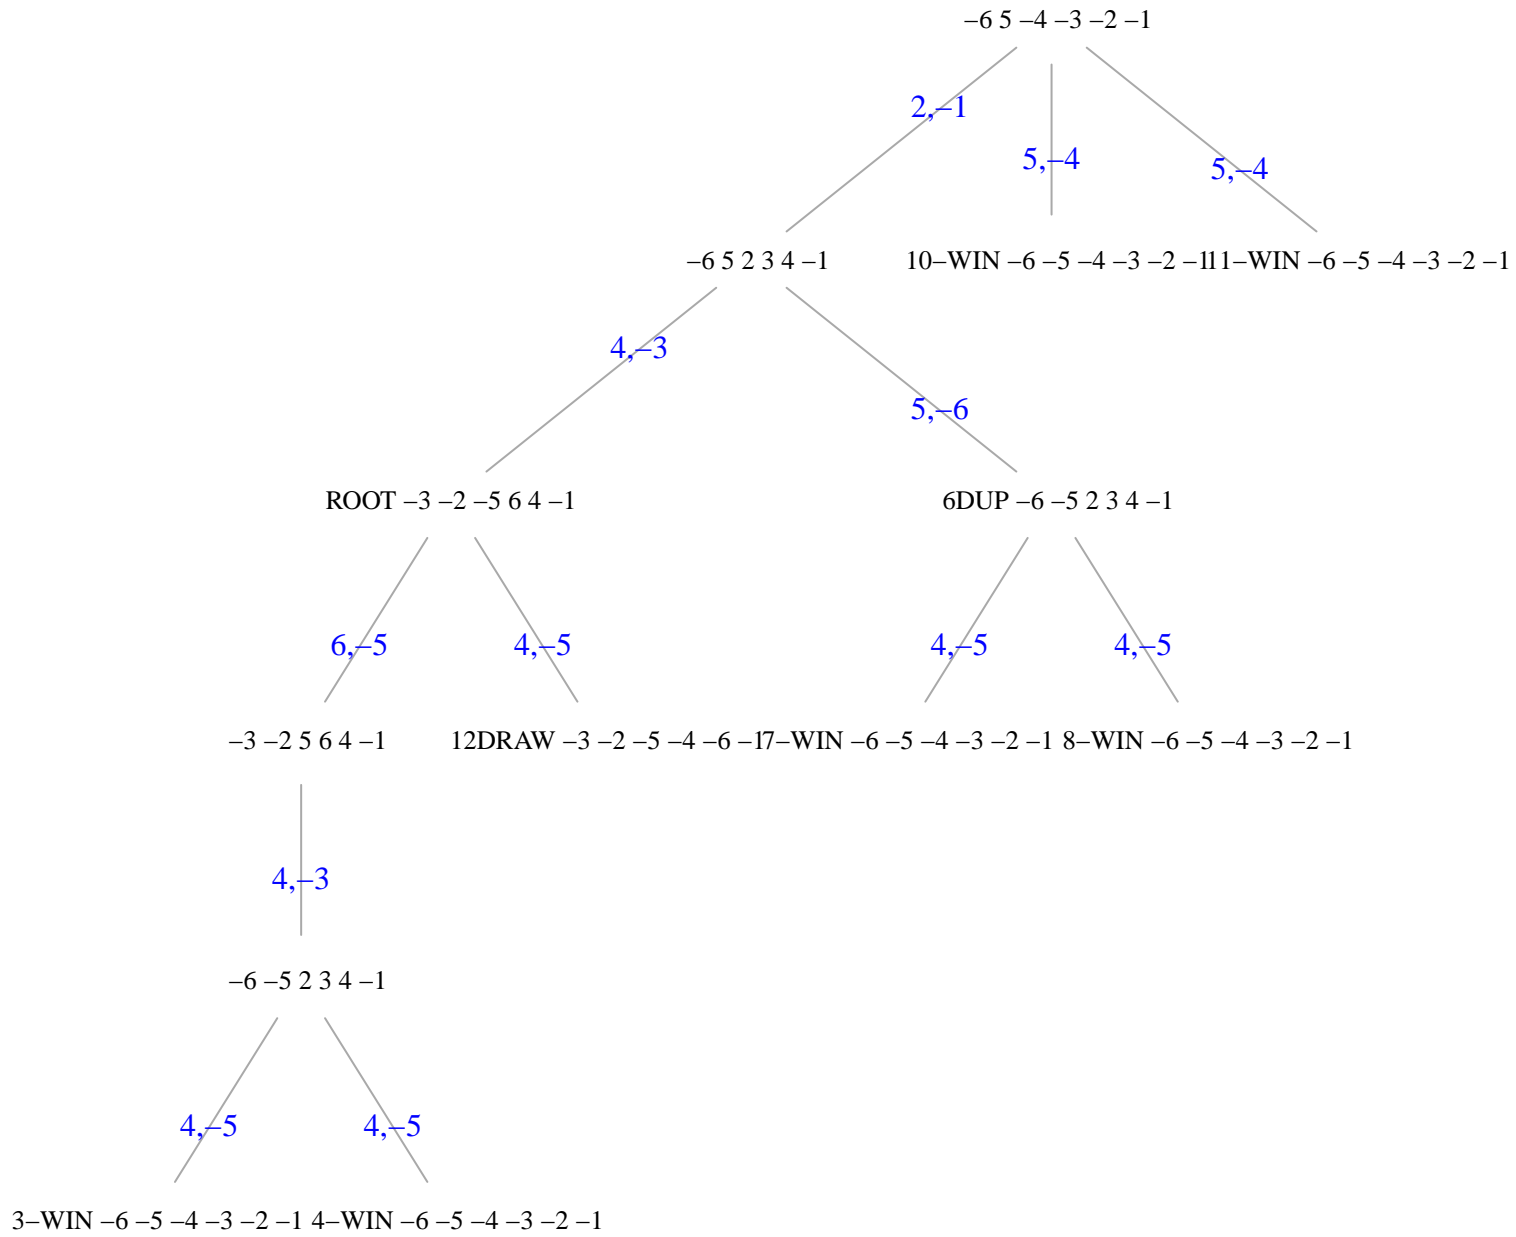 –6 5 –4 –3 –2 –1
2,–1
5,–4
5,–4
–6 5 2 3 4 –1
10–WIN –6 –5 –4 –3 –2 –1
11–WIN –6 –5 –4 –3 –2 –1
4,–3
5,–6
ROOT –3 –2 –5 6 4 –1
6DUP –6 –5 2 3 4 –1
6,–5
4,–5
4,–5
4,–5
–3 –2 5 6 4 –1
12DRAW –3 –2 –5 –4 –6 –1
7–WIN –6 –5 –4 –3 –2 –1
8–WIN –6 –5 –4 –3 –2 –1
4,–3
–6 –5 2 3 4 –1
4,–5
4,–5
3–WIN –6 –5 –4 –3 –2 –1
4–WIN –6 –5 –4 –3 –2 –1